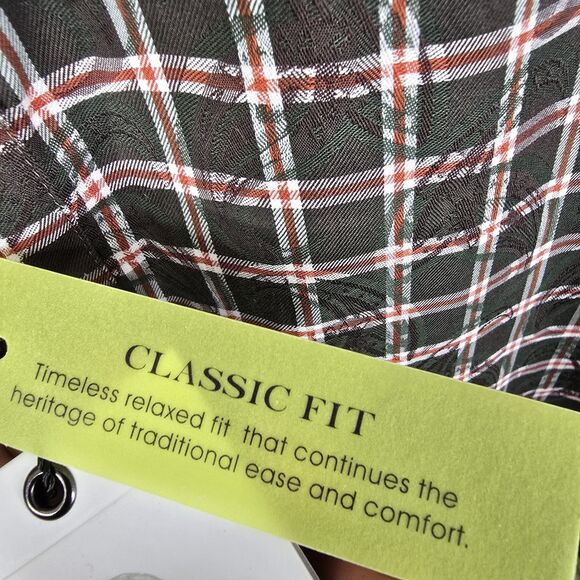 CLASSIC FIT
Timeless relaxed fit that continues the
heritage of traditional ease and comfort.